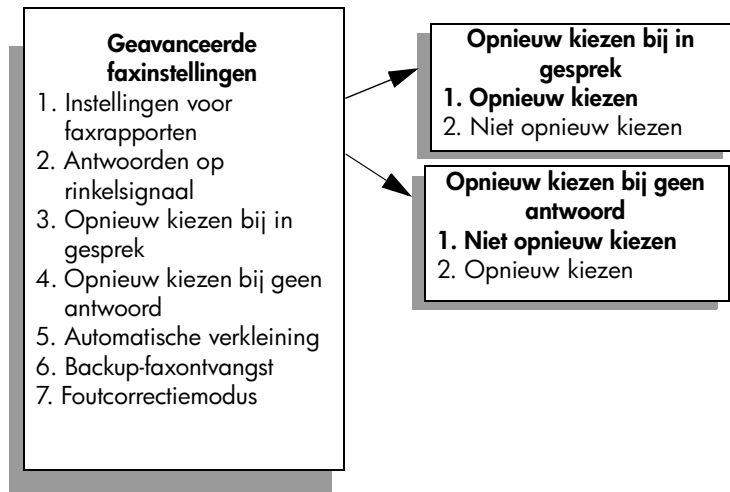 Geavanceerde
faxinstellingen
1. Instellingen voor
faxrapporten
2. Antwoorden op
rinkelsignaal
3. Opnieuw kiezen bij in
gesprek
4. Opnieuw kiezen bij geen
antwoord
5. Automatische verkleining
6. Backup-faxontvangst
7. Foutcorrectiemodus
Opnieuw kiezen bij in
gesprek
1. Opnieuw kiezen
2. Niet opnieuw kiezen
Opnieuw kiezen bij geen
antwoord
1. Niet opnieuw kiezen
2. Opnieuw kiezen